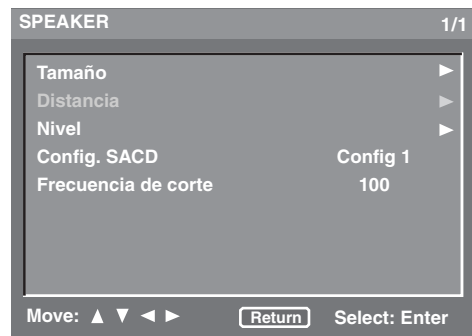 SPEAKER 1/1
Tamaño ►
Distancia ►
Nivel ►
Config. SACD Config 1
Frecuencia de corte 100
Move: ▲ ▼ ◄ ► Return Select: Enter